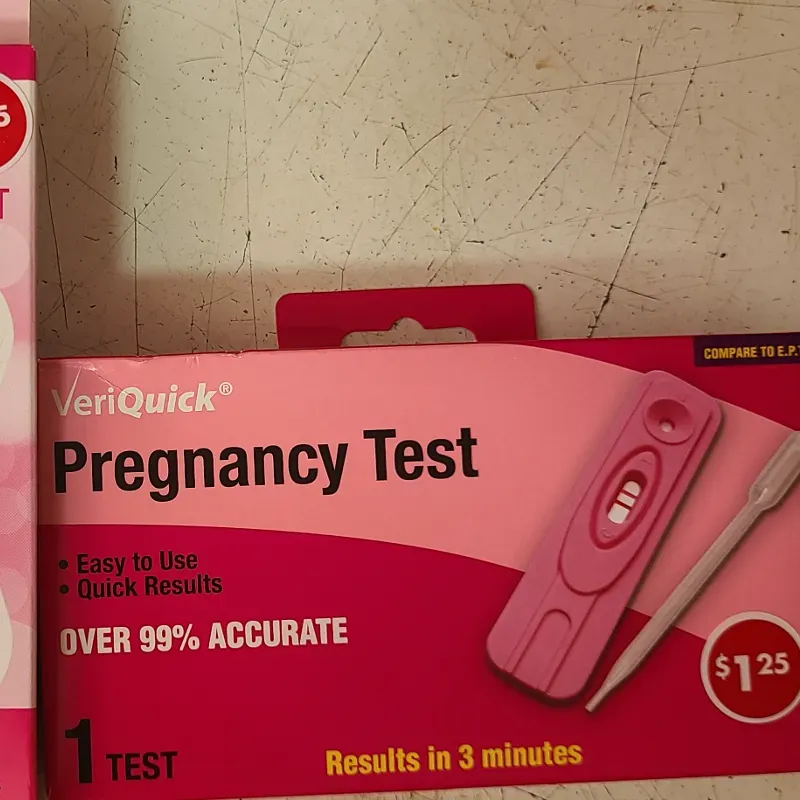 VeriQuick®
Pregnancy Test
• Easy to Use
• Quick Results
OVER 99% ACCURATE
1 TEST
Results in 3 minutes
COMPARE TO E.P.T
$1 25